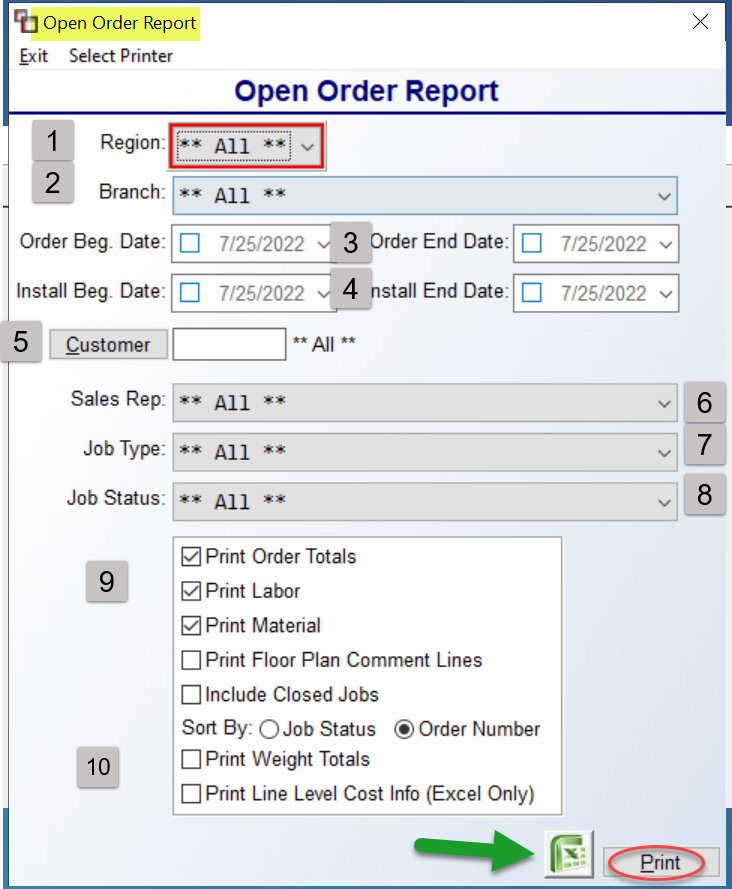 Open Order Report
Exit Select Printer
Open Order Report
1 Region: ** All **
2 Branch: ** All **
Order Beg. Date: 7/25/2022 3 Order End Date: 7/25/2022
Install Beg. Date: 7/25/2022 4 nstall End Date: 7/25/2022
5 Customer ** All **
Sales Rep: ** All ** 6
Job Type: ** All ** 7
Job Status: ** All ** 8
Print Order Totals
9 Print Labor
Print Material
Print Floor Plan Comment Lines
Include Closed Jobs
Sort By: Job Status Order Number
10 Print Weight Totals
Print Line Level Cost Info (Excel Only)
Print